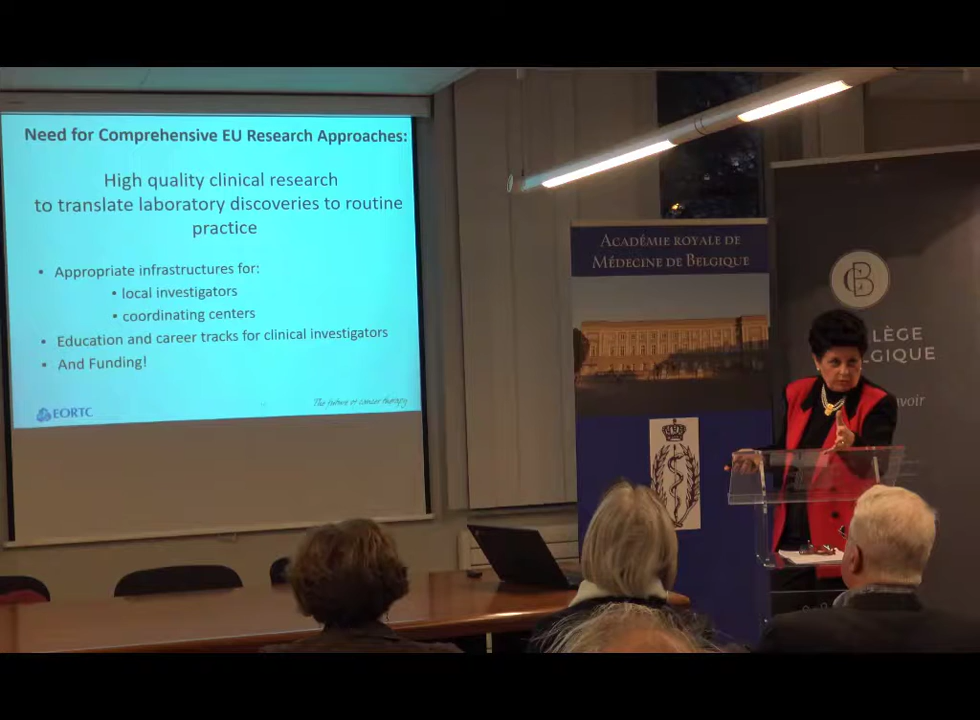 Need for Comprehensive EU Research Approaches:
High quality clinical research
to translate laboratory discoveries to routine
practice
• Appropriate infrastructures for:
• local investigators
• coordinating centers
• Education and career tracks for clinical investigators
• And Funding!
EORTC
The future of cancer therapy
Académie royale de
Médecine de Belgique
CB
LÈGE
LGIQUE
avoir